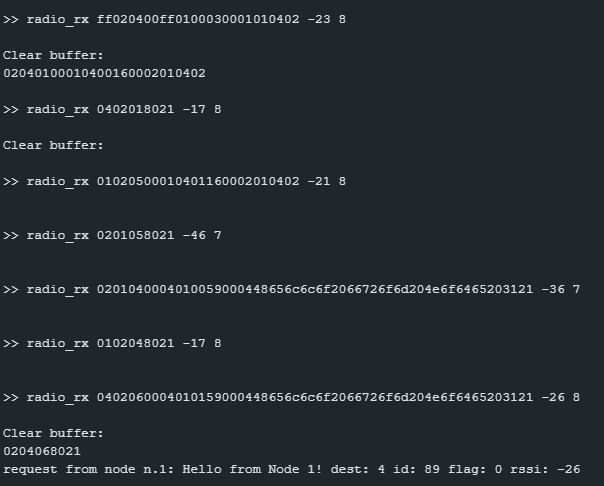 >> radio_rx ff020400ff0100030001010402 -23 8
Clear buffer:
02040100010400160002010402
>> radio_rx 0402018021 -17 8
Clear buffer:
>> radio_rx 01020500010401160002010402 -21 8
>> radio_rx 0201058021 -46 7
>> radio_rx 0201040004010059000448656c6c6f2066726f6d204e6f6465203121 -36 7
>> radio_rx 0102048021 -17 8
>> radio_rx 0402060004010159000448656c6c6f2066726f6d204e6f6465203121 -26 8
Clear buffer:
0204068021
request from node n.1: Hello from Node 1! dest: 4 id: 89 flag: 0 rssi: -26